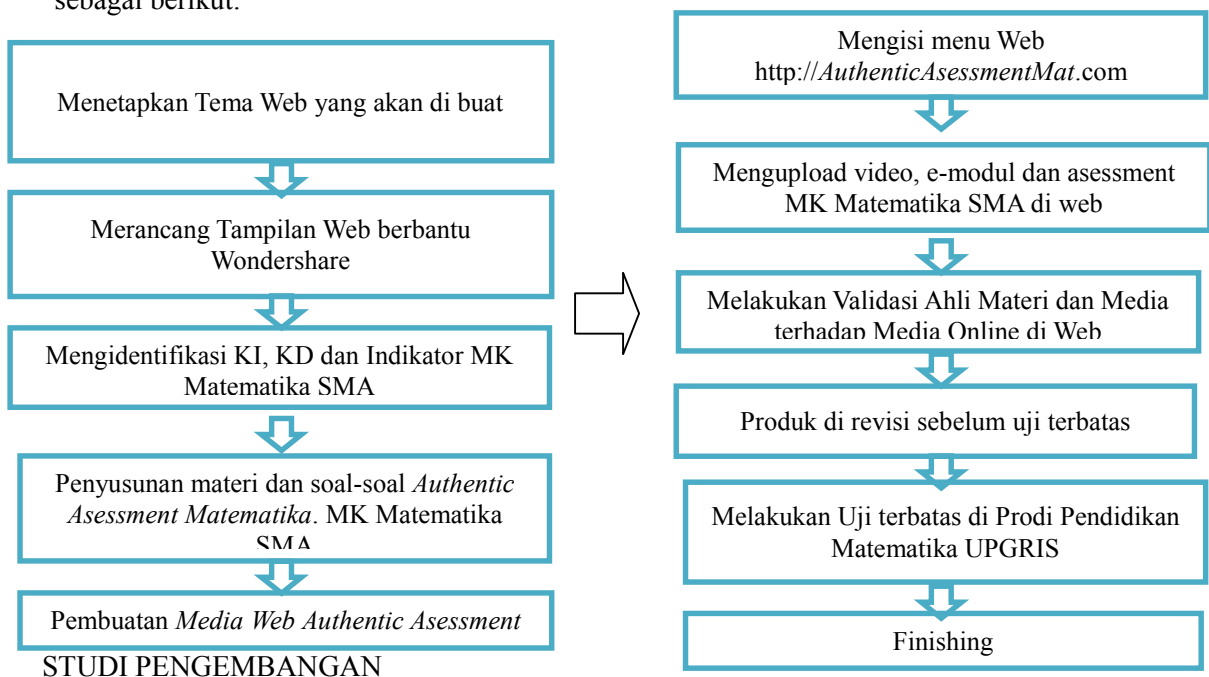 sebagai berikut:
Menetapkan Tema Web yang akan di buat
Merancang Tampilan Web berbantu
Wondershare
Mengidentifikasi KI, KD dan Indikator MK
Matematika SMA
Penyusunan materi dan soal-soal Authentic
Asessment Matematika. MK Matematika
SMA
Pembuatan Media Web Authentic Asessment
STUDI PENGEMBANGAN
Mengisi menu Web
http://AuthenticAsessmentMat.com
Mengupload video, e-modul dan asessment
MK Matematika SMA di web
Melakukan Validasi Ahli Materi dan Media
terhadap Media Online di Web
Produk di revisi sebelum uji terbatas
Melakukan Uji terbatas di Prodi Pendidikan
Matematika UPGRIS
Finishing